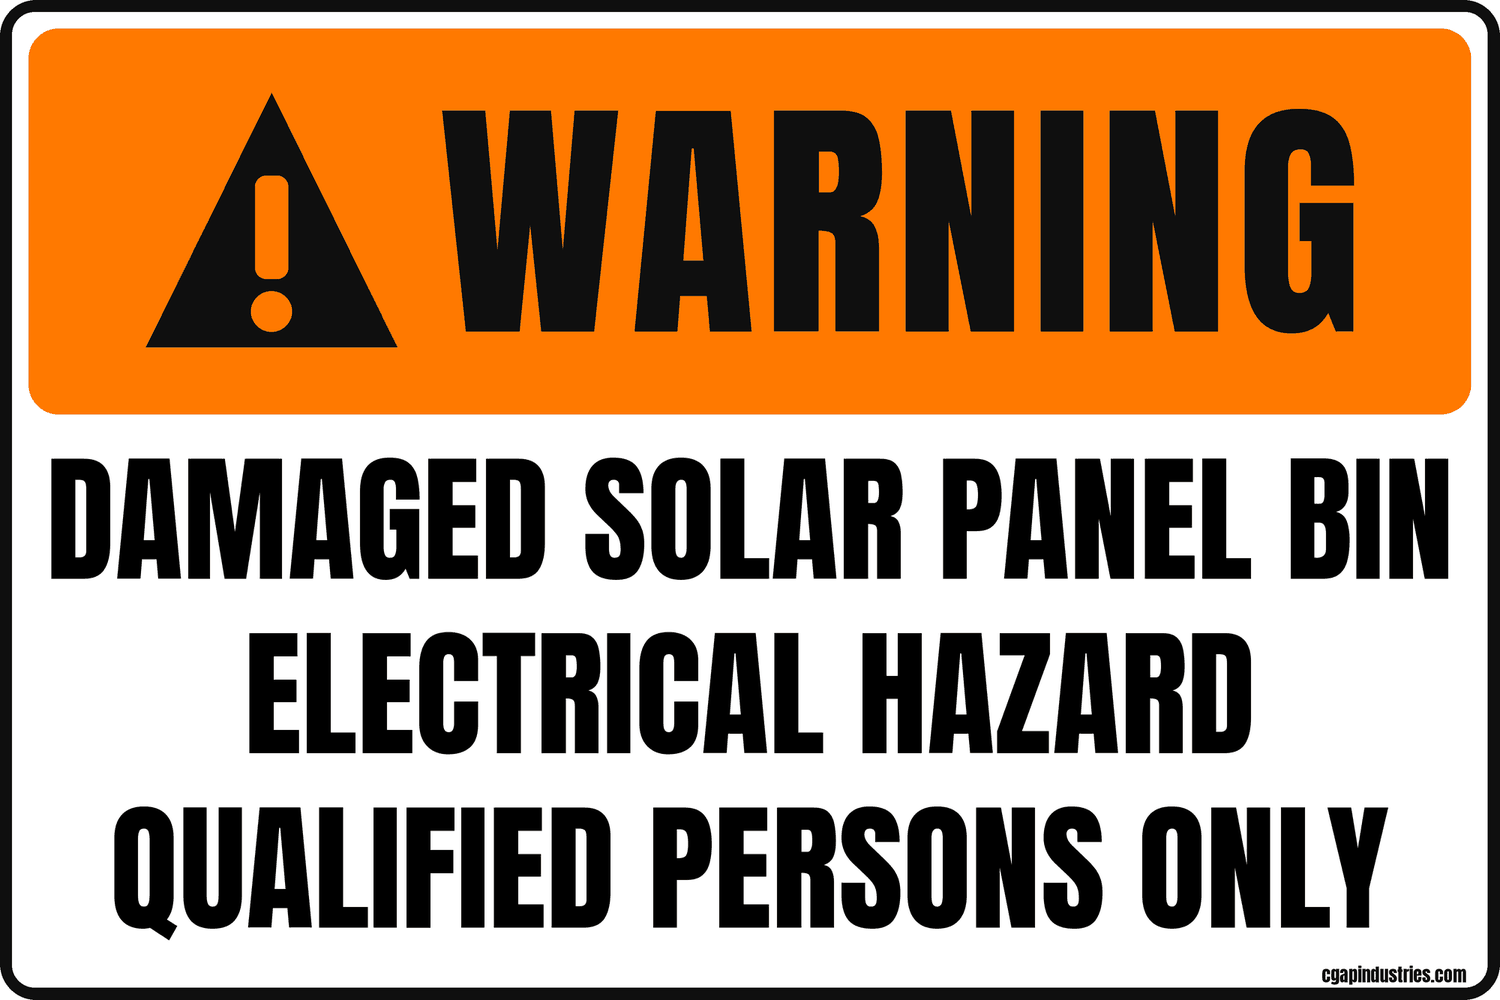 WARNING
DAMAGED SOLAR PANEL BIN
ELECTRICAL HAZARD
QUALIFIED PERSONS ONLY
cgapindustries.com